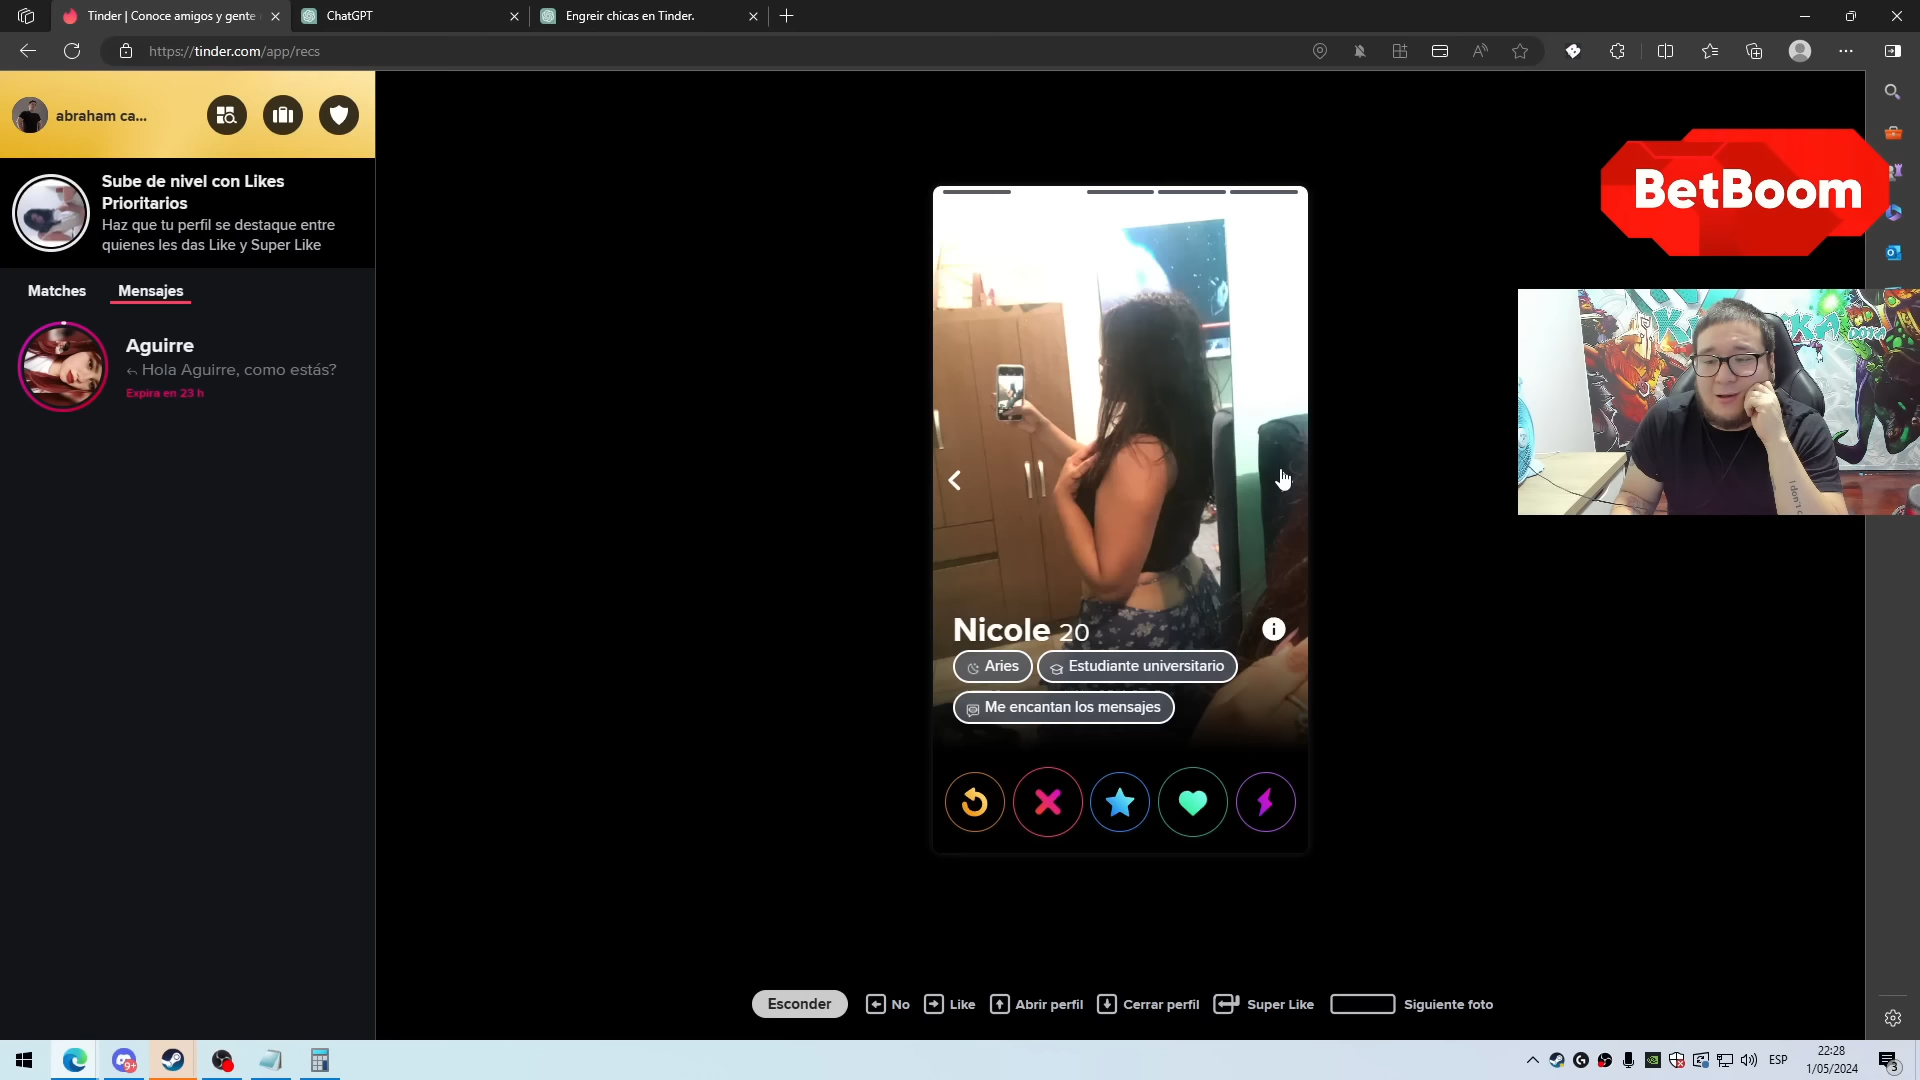 Tinder | Conoce amigos y gente
ChatGPT
Engreir chicas en Tinder.
https://tinder.com/app/recs
abraham ca...
Sube de nivel con Likes
Prioritarios
Haz que tu perfil se destaque entre
quienes les das Like y Super Like
Matches
Mensajes
Aguirre
Hola Aguirre, como estás?
Expira en 23 h
BetBoom
Nicole 20
Aries
Estudiante universitario
Me encantan los mensajes
Esconder
No
Like
Abrir perfil
Cerrar perfil
Super Like
Siguiente foto
9+
ESP
22:28
1/05/2024
3